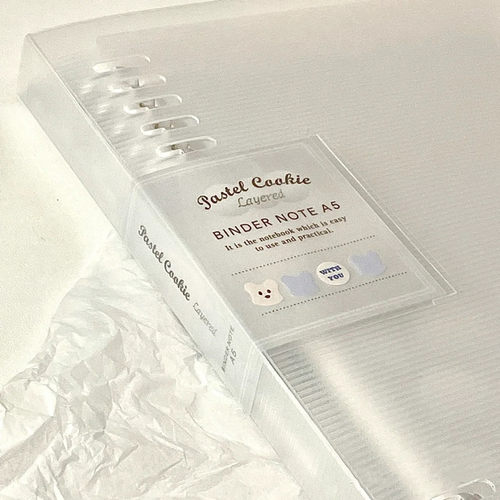 Pastel Cookie
Layered
BINDER NOTE A5
It is the notebook which is easy
to use and practical.
WITH
YOU
Pastel Cookie
Layered
BINDER NOTE
A5